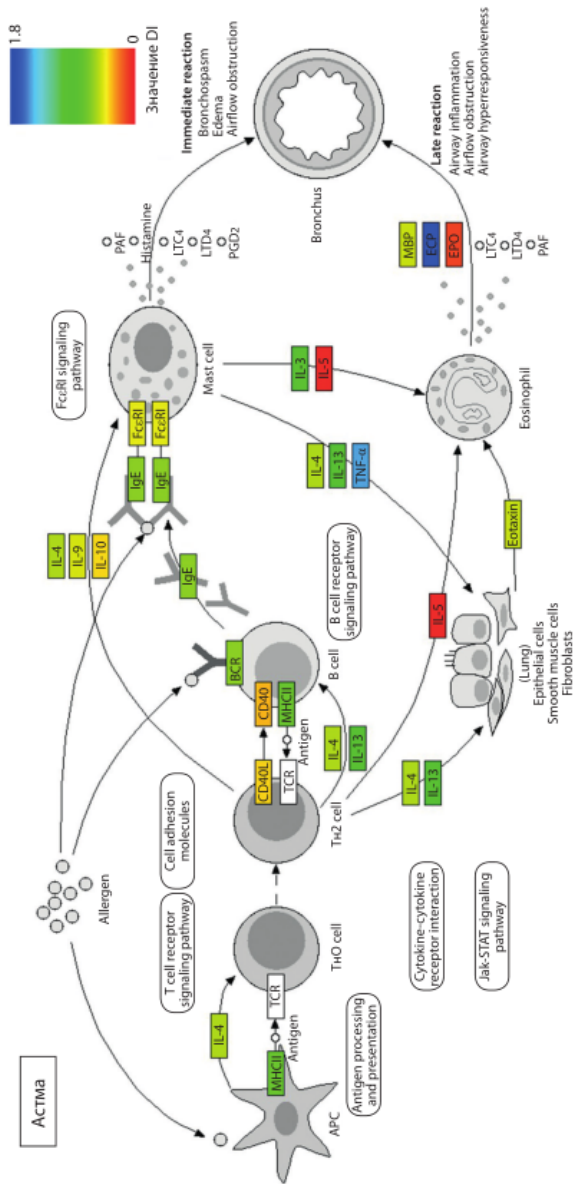 Астма
1.8
0
Значение DI
Allergen
FcεRI signaling
pathway
IL-4
IL-9
IL-10
IgE
IgE
FcεRI
FcεRI
Mast cell
PAF
Histamine
LTC4
LTD4
PGD2
Immediate reaction
Bronchospasm
Edema
Airflow obstruction
Bronchus
T cell receptor
signaling pathway
Cell adhesion
molecules
IL-4
MHCII
Antigen
TCR
APC
TH0 cell
Antigen processing
and presentation
CD40L
TCR
CD40
MHCII
Antigen
TH2 cell
BCR
B cell
IgE
B cell receptor
signaling pathway
IL-4
IL-13
IL-4
IL-13
TNF-α
IL-3
IL-5
IL-5
IL-4
IL-13
Cytokine–cytokine
receptor interaction
Jak-STAT signaling
pathway
(Lung)
Epithelial cells
Smooth muscle cells
Fibroblasts
Eotaxin
Eosinophil
MBP
ECP
EPO
LTC4
LTD4
PAF
Late reaction
Airway inflammation
Airflow obstruction
Airway hyperresponsiveness